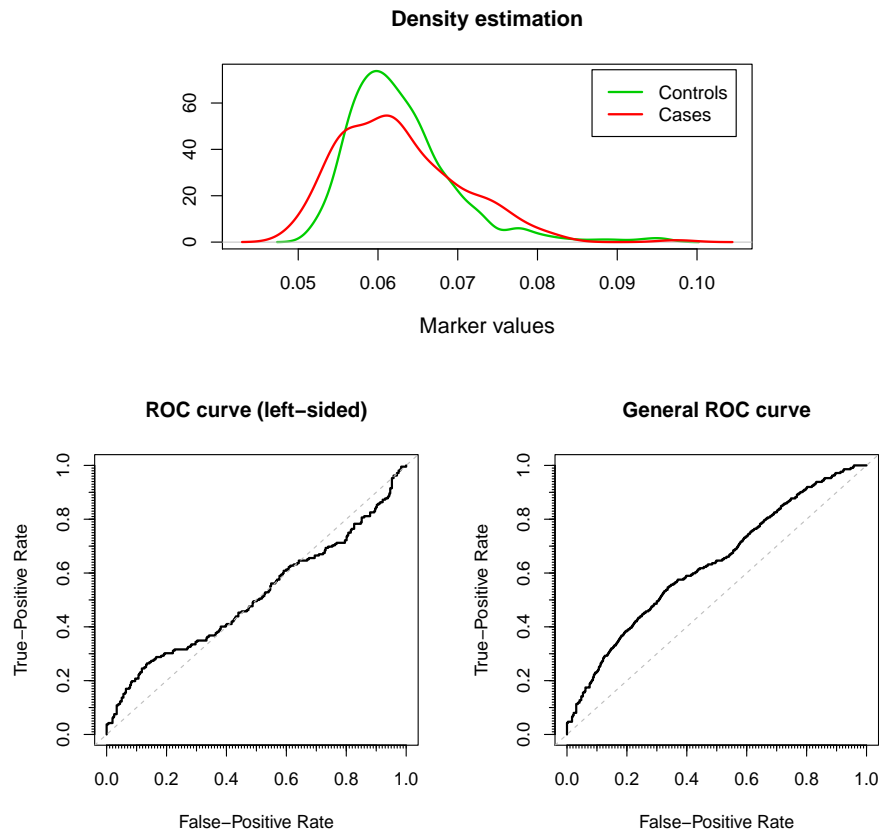 Density estimation
Controls
Cases
0 20 40 60
0.05 0.06 0.07 0.08 0.09 0.10
Marker values
ROC curve (left−sided)
True−Positive Rate
0.0 0.2 0.4 0.6 0.8 1.0
0.0 0.2 0.4 0.6 0.8 1.0
False−Positive Rate
General ROC curve
True−Positive Rate
0.0 0.2 0.4 0.6 0.8 1.0
0.0 0.2 0.4 0.6 0.8 1.0
False−Positive Rate